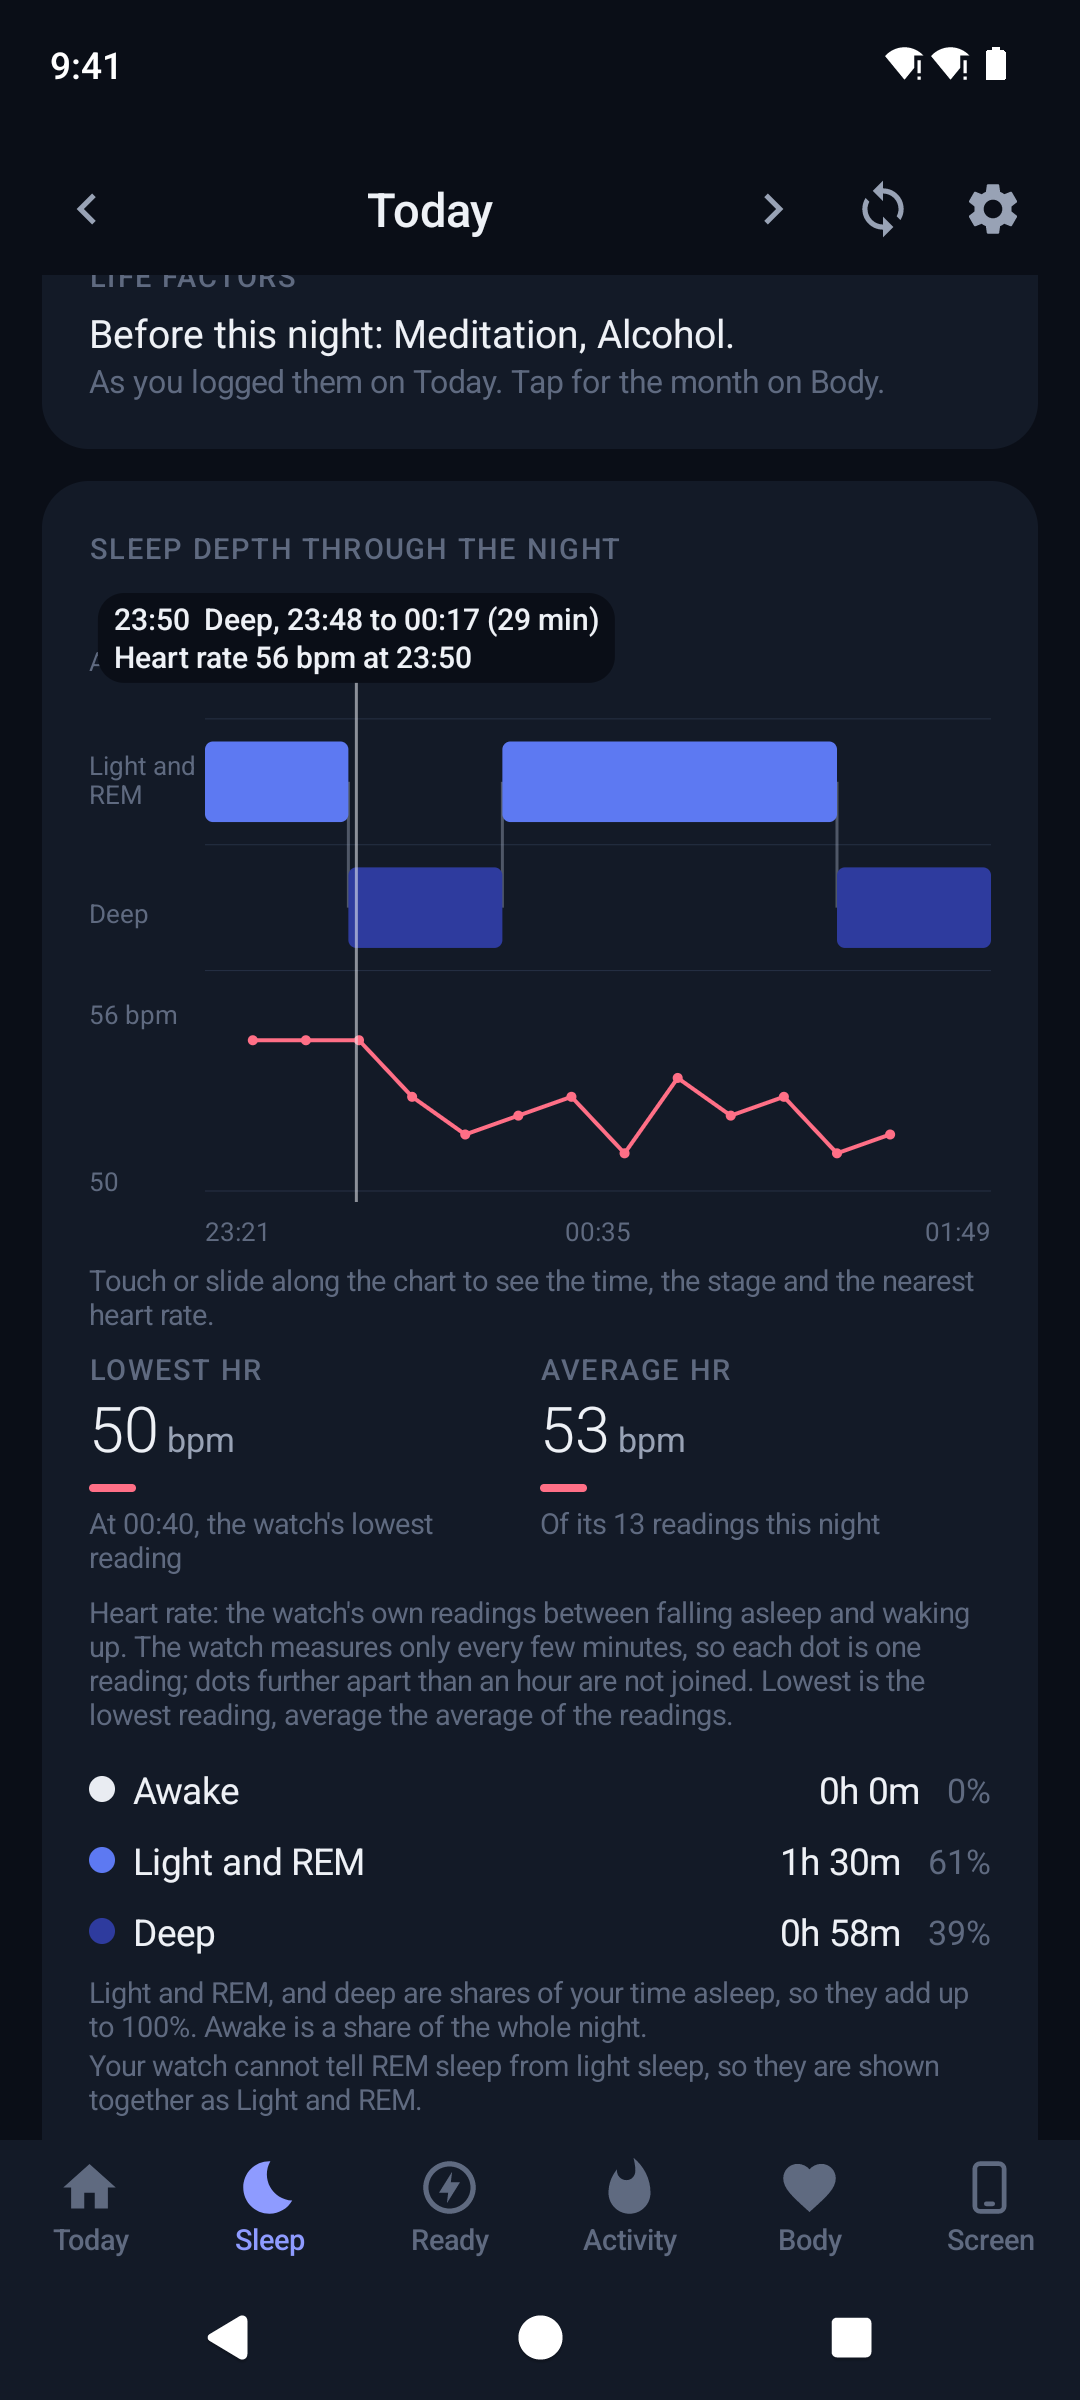 9:41
Today
LIFE FACTORS
Before this night: Meditation, Alcohol.
As you logged them on Today. Tap for the month on Body.
SLEEP DEPTH THROUGH THE NIGHT
23:50 Deep, 23:48 to 00:17 (29 min)
Heart rate 56 bpm at 23:50
Light and
REM
Deep
56 bpm
50
23:21 00:35 01:49
Touch or slide along the chart to see the time, the stage and the nearest
heart rate.
LOWEST HR AVERAGE HR
50 bpm 53 bpm
At 00:40, the watch's lowest
reading
Of its 13 readings this night
Heart rate: the watch's own readings between falling asleep and waking
up. The watch measures only every few minutes, so each dot is one
reading; dots further apart than an hour are not joined. Lowest is the
lowest reading, average the average of the readings.
Awake 0h 0m 0%
Light and REM 1h 30m 61%
Deep 0h 58m 39%
Light and REM, and deep are shares of your time asleep, so they add up
to 100%. Awake is a share of the whole night.
Your watch cannot tell REM sleep from light sleep, so they are shown
together as Light and REM.
Today Sleep Ready Activity Body Screen